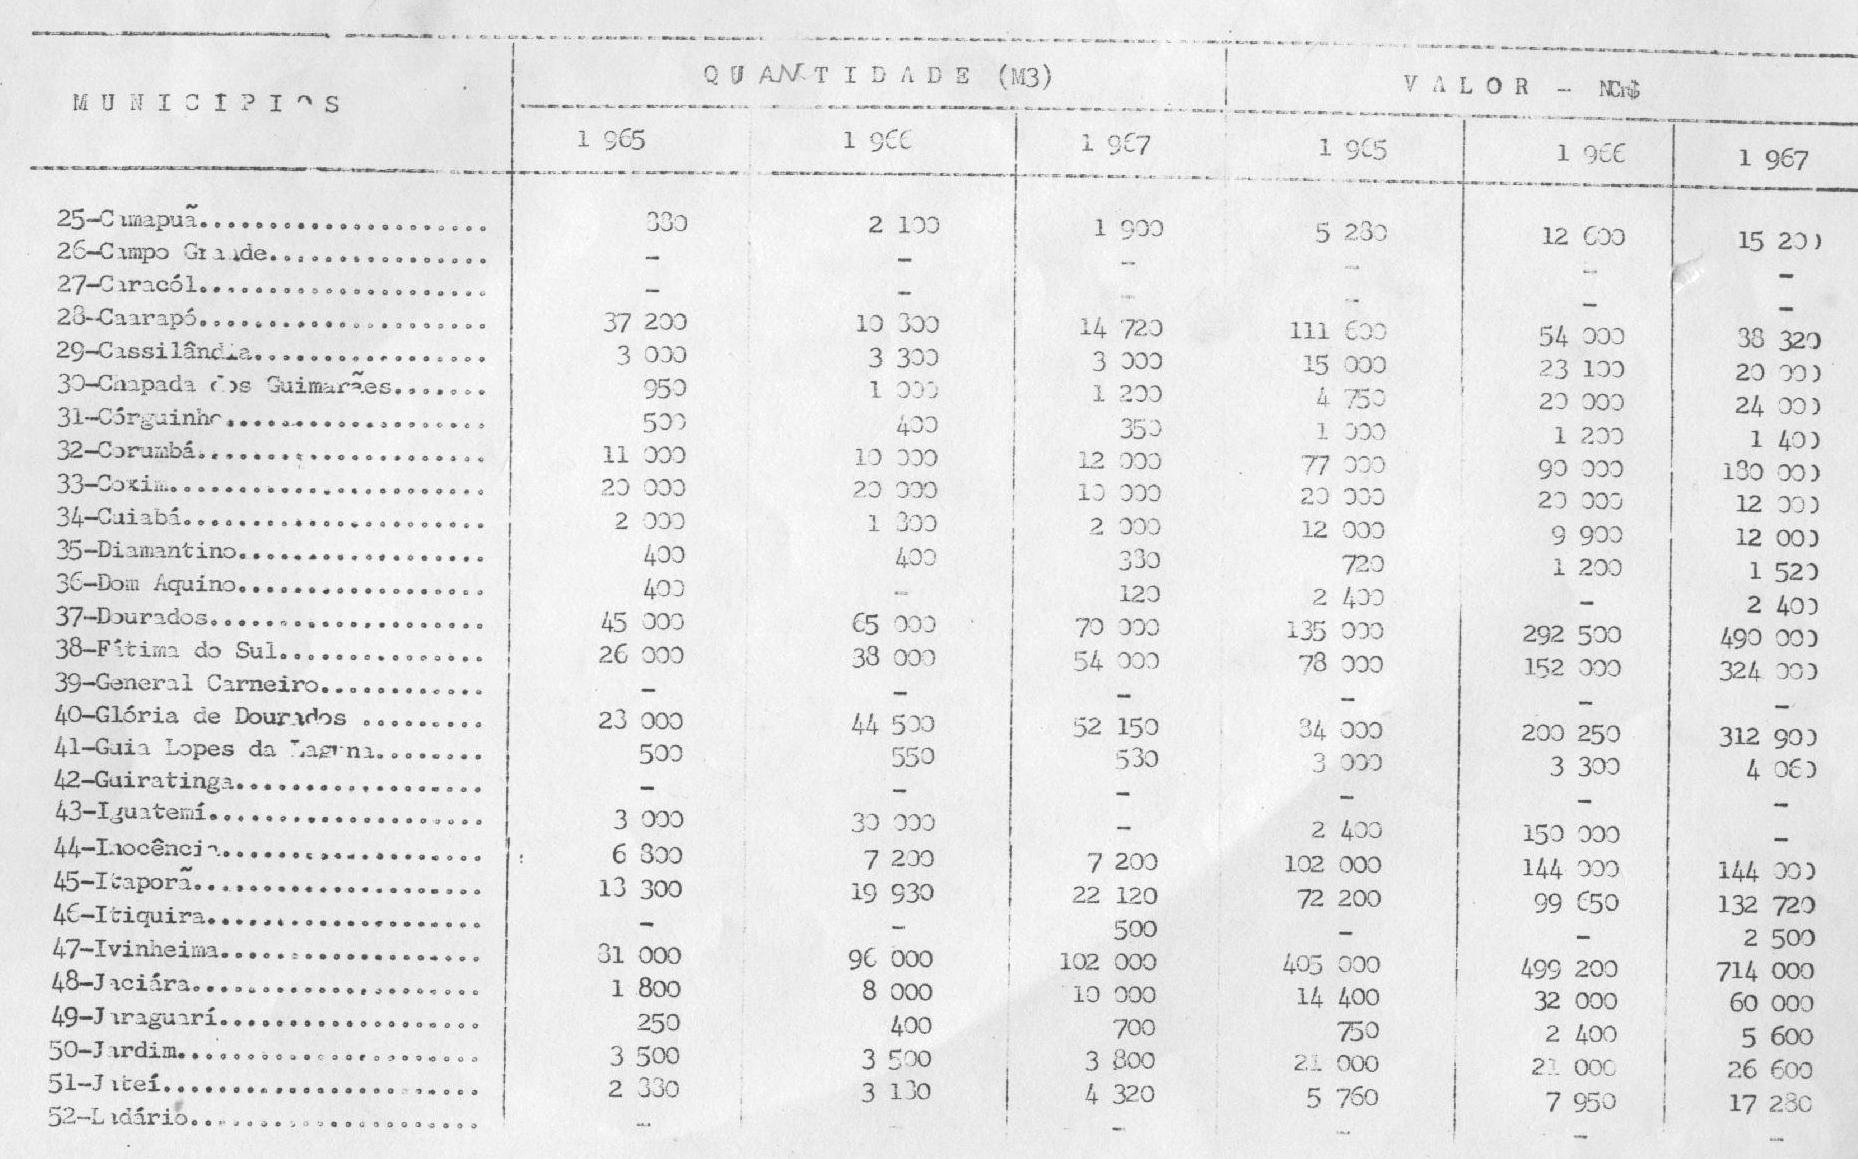 MUNICÍPIOS QUANTIDADE (M3) VALOR - NCr$
1 965 1 966 1 967 1 965 1 966 1 967
25-Camapuã...................... 880 2 100 1 900 5 280 12 600 15 200
26-Campo Grande................. - - - - - -
27-Caracól...................... - - - - - -
28-Caarapó...................... 37 200 10 800 14 720 111 600 54 000 38 320
29-Cassilândia.................. 3 000 3 300 3 000 15 000 23 100 20 000
30-Chapada dos Guimarães........ 950 1 000 1 200 4 750 20 000 24 000
31-Córguinho.................... 500 400 350 1 000 1 200 1 400
32-Corumbá...................... 11 000 10 000 12 000 77 000 90 000 180 000
33-Coxim........................ 20 000 20 000 10 000 20 000 20 000 12 000
34-Cuiabá....................... 2 000 1 800 2 000 12 000 9 900 12 000
35-Diamantino................... 400 400 380 720 1 200 1 520
36-Dom Aquino................... 400 - 120 2 400 - 2 400
37-Dourados..................... 45 000 65 000 70 000 135 000 292 500 490 000
38-Fátima do Sul................ 26 000 38 000 54 000 78 000 152 000 324 000
39-General Carneiro............. - - - - - -
40-Glória de Dourados .......... 28 000 44 500 52 150 84 000 200 250 312 900
41-Guia Lopes da Laguna......... 500 550 580 3 000 3 300 4 060
42-Guiratinga................... - - - - - -
43-Iguatemí..................... 3 000 30 000 - 2 400 150 000 -
44-Inocência.................... 6 800 7 200 7 200 102 000 144 000 144 000
45-Itaporã...................... 13 300 19 930 22 120 72 200 99 650 132 720
46-Itiquira..................... - - 500 - - 2 500
47-Ivinheima.................... 81 000 96 000 102 000 405 000 499 200 714 000
48-Jaciára...................... 1 800 8 000 10 000 14 400 32 000 60 000
49-Jaraguarí.................... 250 400 700 750 2 400 5 600
50-Jardim....................... 3 500 3 500 3 800 21 000 21 000 26 600
51-Juteí........................ 2 880 3 180 4 320 5 760 7 950 17 280
52-Ladário...................... - - - - - -